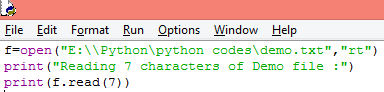 File Edit Format Run Options Window Help
f=open("E:\\Python\python codes\demo.txt","rt")
print("Reading 7 characters of Demo file :")
print(f.read(7))